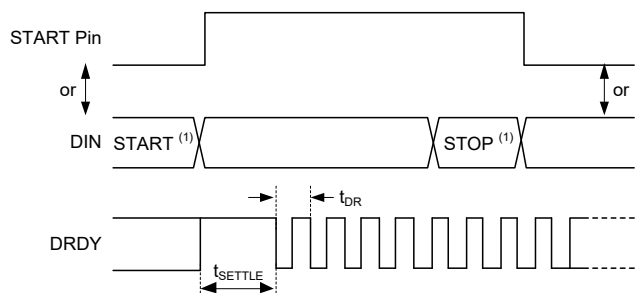 START Pin
or
or
DIN
START (1)
STOP (1)
tDR
DRDY
tSETTLE